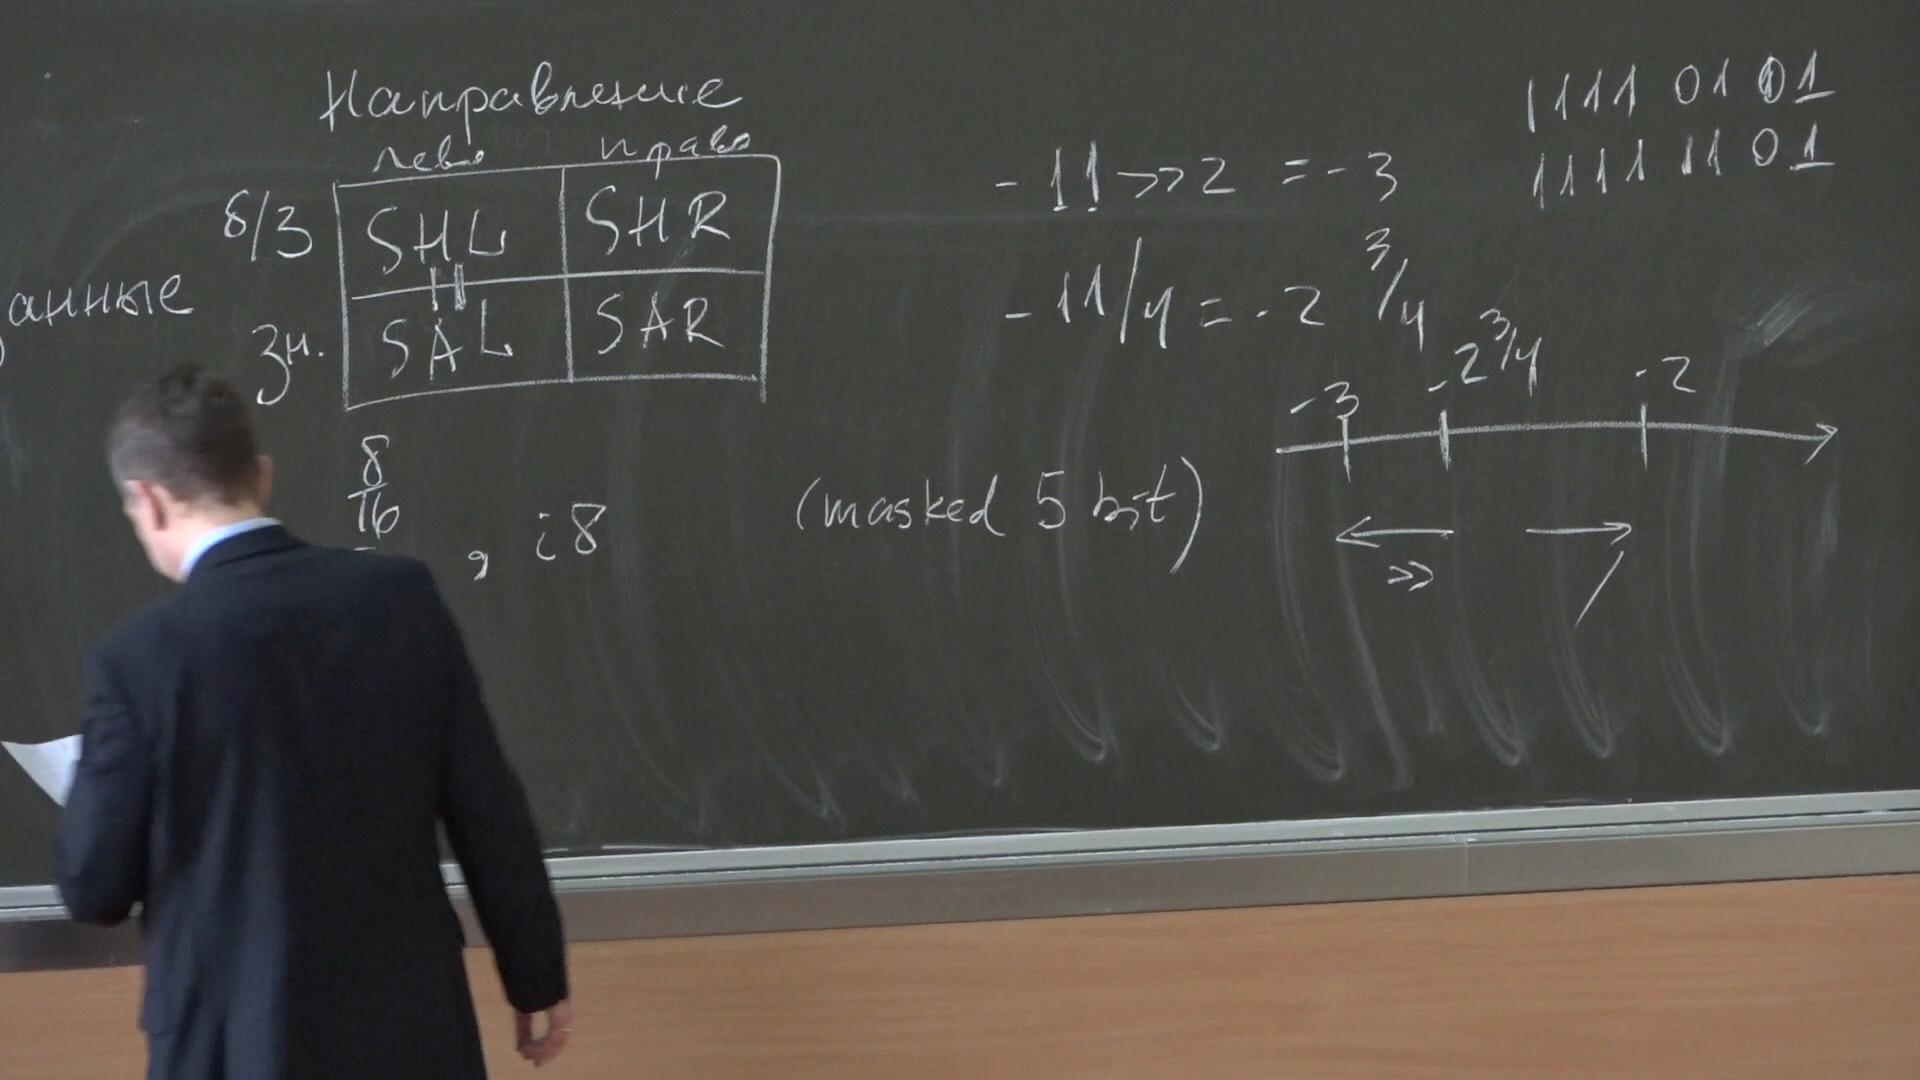 Направление
лево право
б/з SHL SHR
анные
зн. SAL SAR
8
16
, i8
(masked 5 bit)
-11 >> 2 = -3
-11/4 = -2 3/4
1111 0101
1111 1101
-3 -2 3/4 -2
>> /